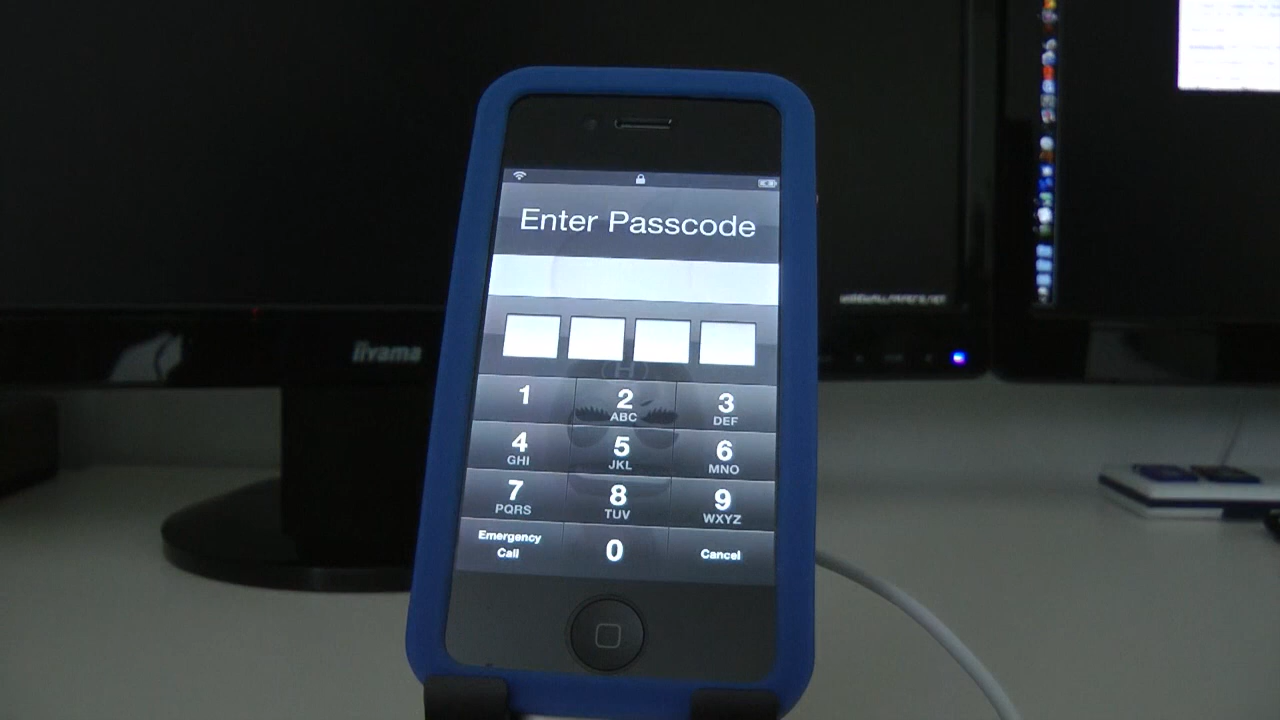 Enter Passcode
iiyama
1
2
ABC
3
DEF
4
GHI
5
JKL
6
MNO
7
PQRS
8
TUV
9
WXYZ
Emergency
Call
0
Cancel